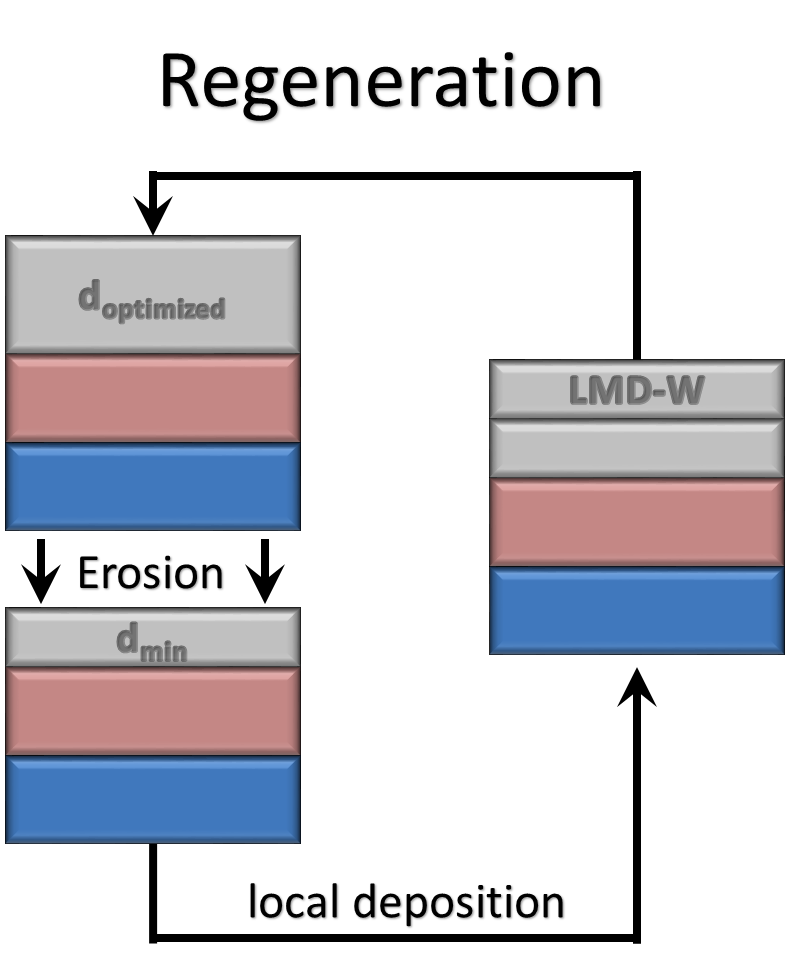 Regeneration
doptimized
LMD-W
Erosion
dmin
local deposition